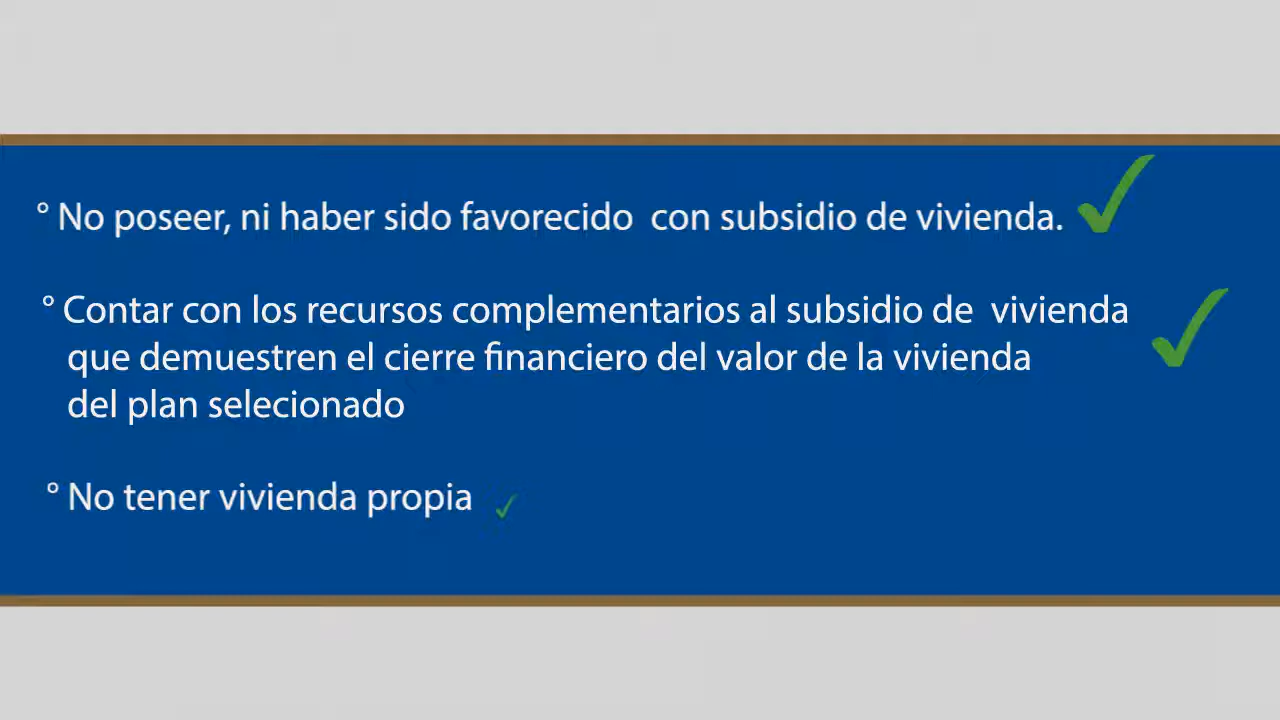 ° No poseer, ni haber sido favorecido con subsidio de vivienda.
° Contar con los recursos complementarios al subsidio de vivienda
que demuestren el cierre financiero del valor de la vivienda
del plan selecionado
° No tener vivienda propia